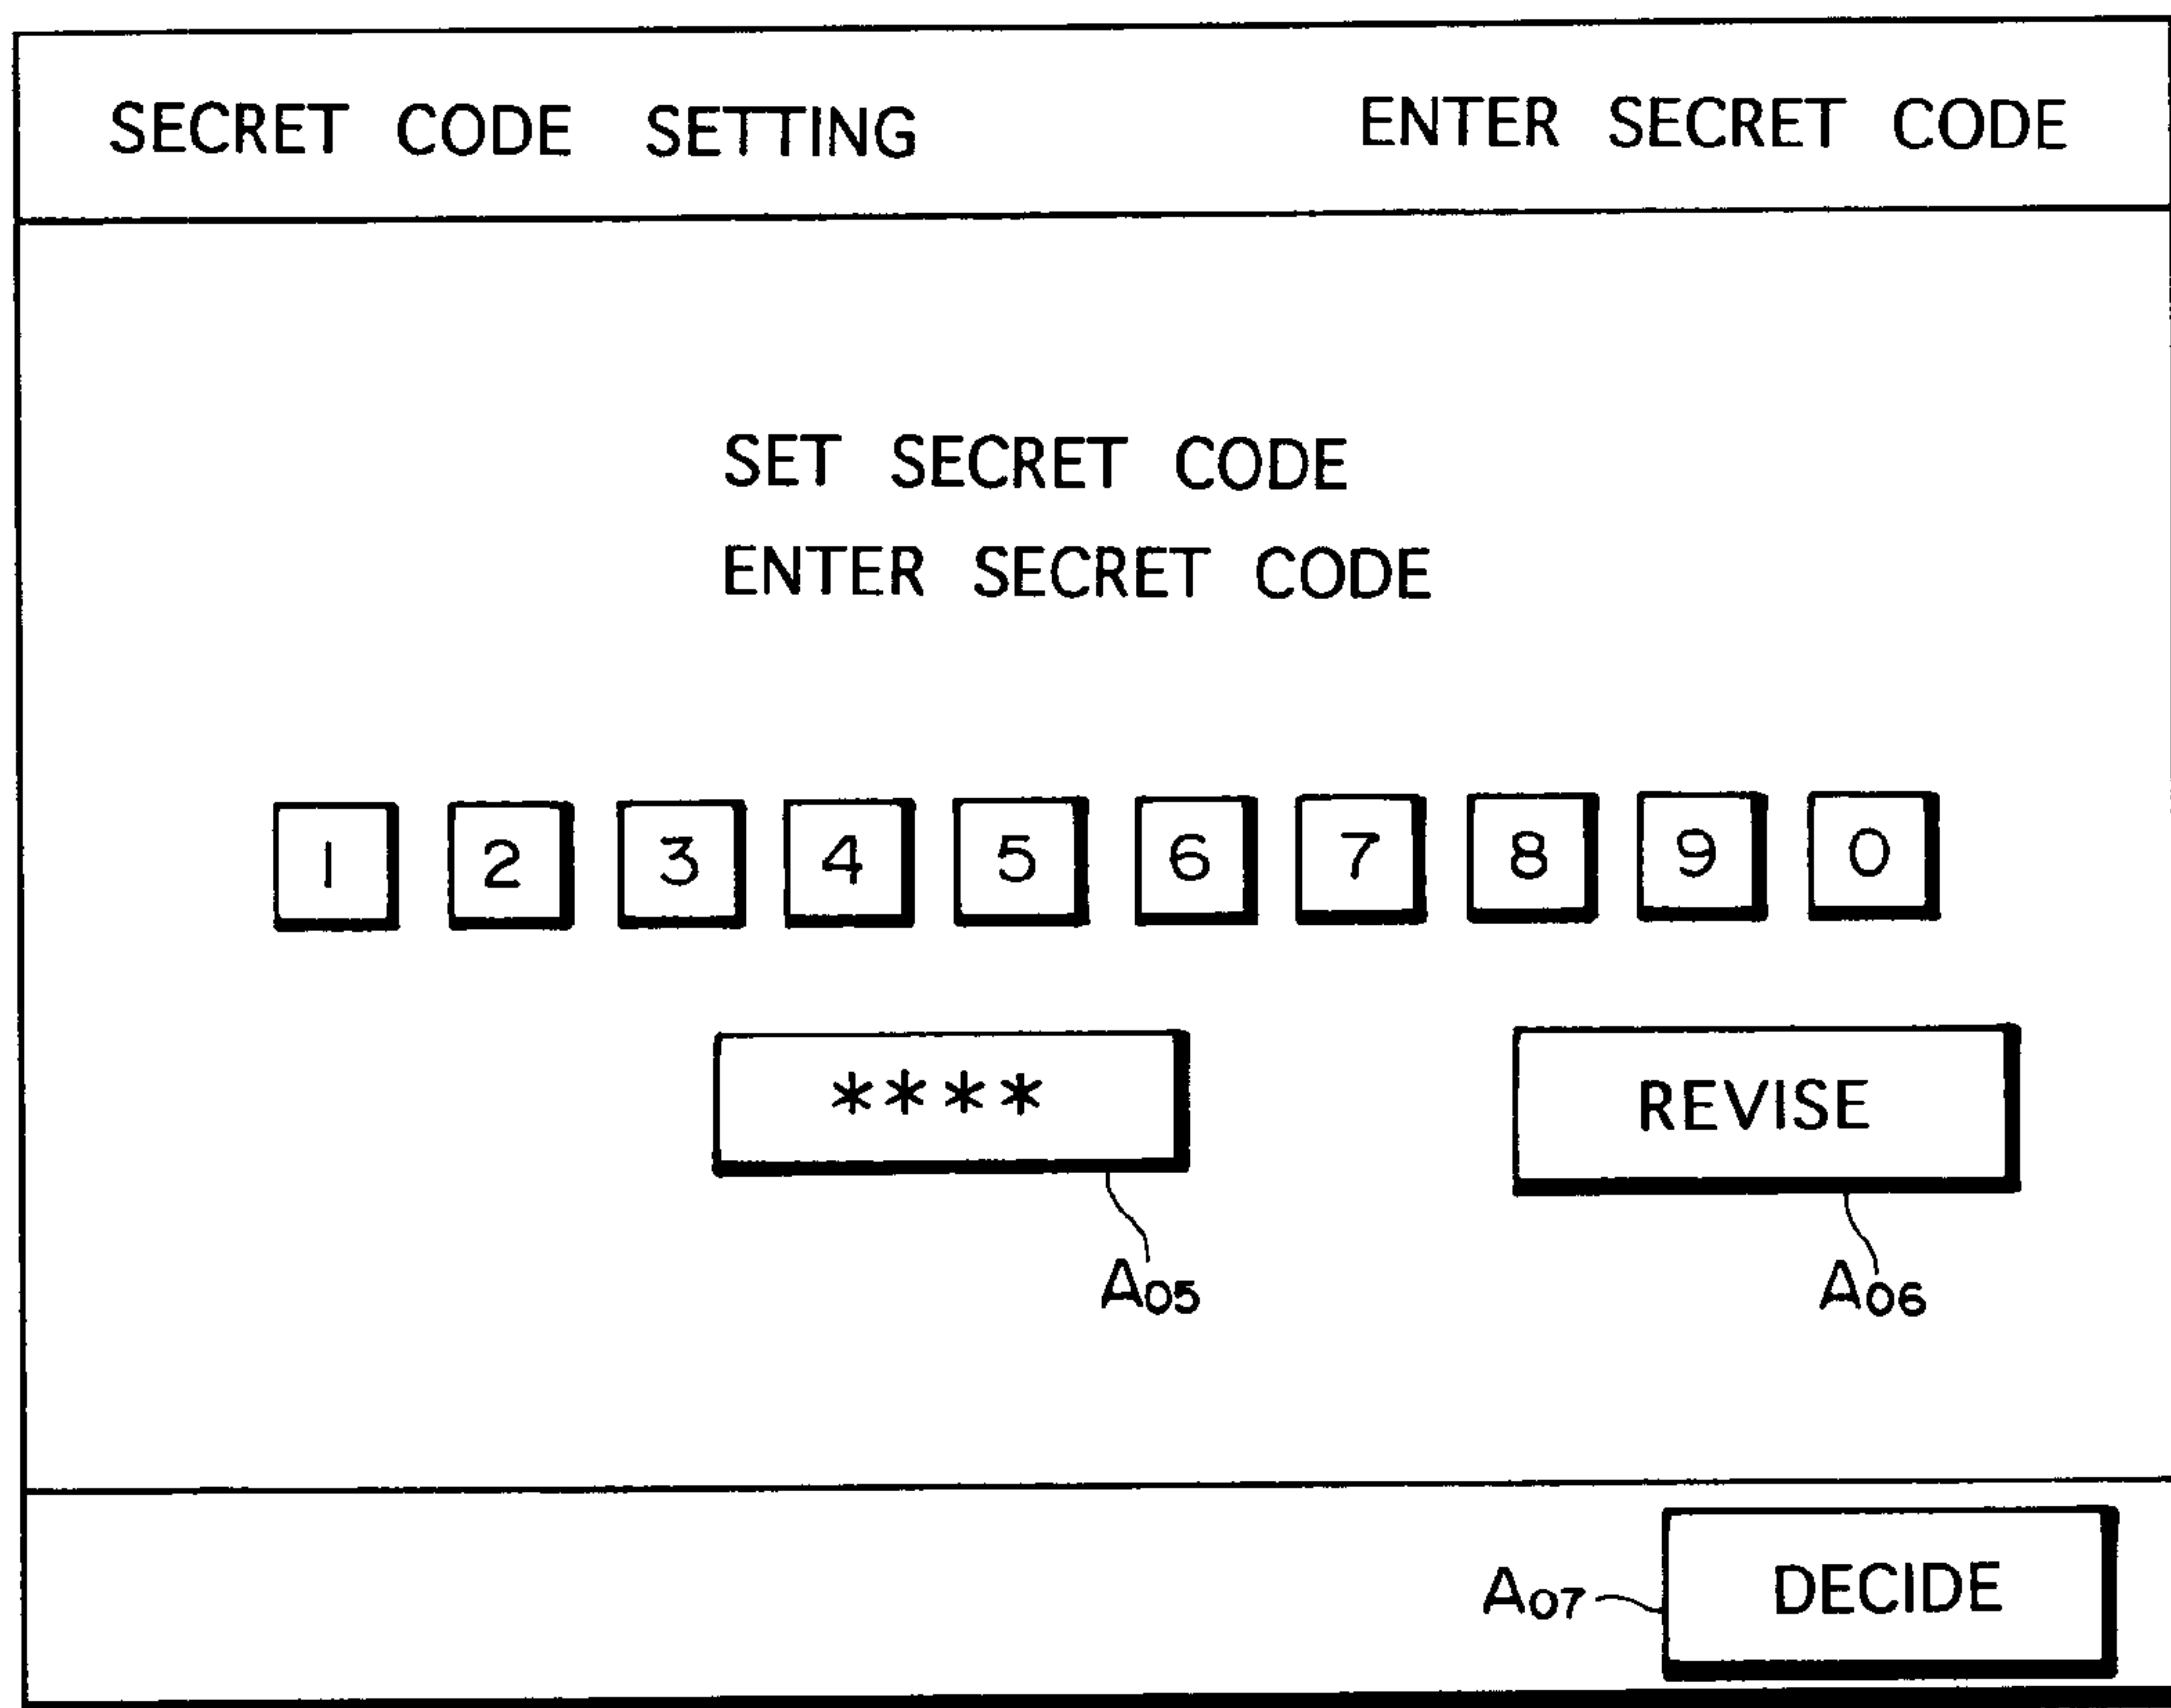 SECRET CODE SETTING ENTER SECRET CODE
SET SECRET CODE
ENTER SECRET CODE
1 2 3 4 5 6 7 8 9 0
**** REVISE
A05 A06
A07 DECIDE